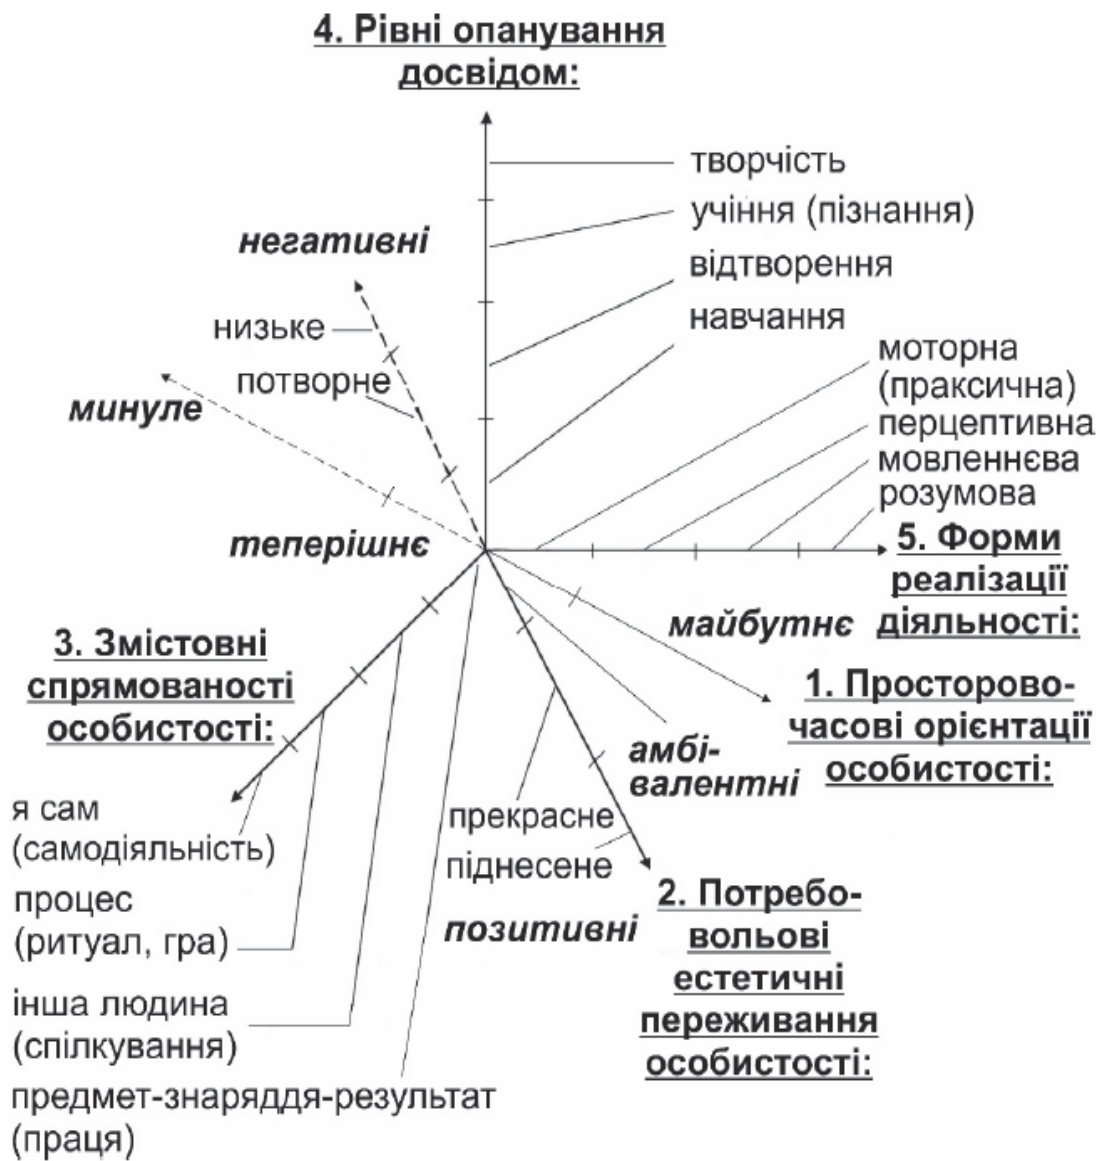 4. Рівні опанування
досвідом:
творчість
учіння (пізнання)
відтворення
навчання
негативні
низьке
потворне
минуле
теперішнє
моторна
(праксична)
перцептивна
мовленнєва
розумова
5. Форми
реалізації
діяльності:
майбутнє
1. Просторово-
часові орієнтації
особистості:
3. Змістовні
спрямованості
особистості:
я сам
(самодіяльність)
процес
(ритуал, гра)
інша людина
(спілкування)
предмет-знаряддя-результат
(праця)
амбі-
валентні
прекрасне
піднесене
позитивні
2. Потребо-
вольові
естетичні
переживання
особистості: